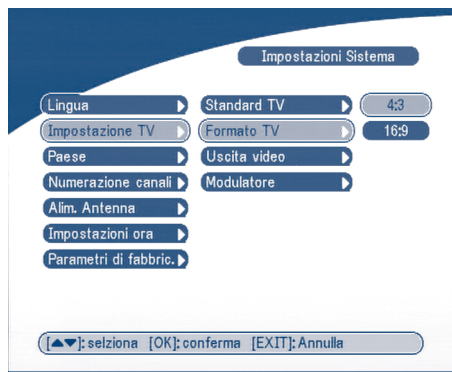 Impostazioni Sistema
Lingua Standard TV 4:3
Impostazione TV Formato TV 16:9
Paese Uscita video
Numerazione canali Modulatore
Alim. Antenna
Impostazioni ora
Parametri di fabbric.
[▲▼]: selziona [OK]: conferma [EXIT]: Annulla